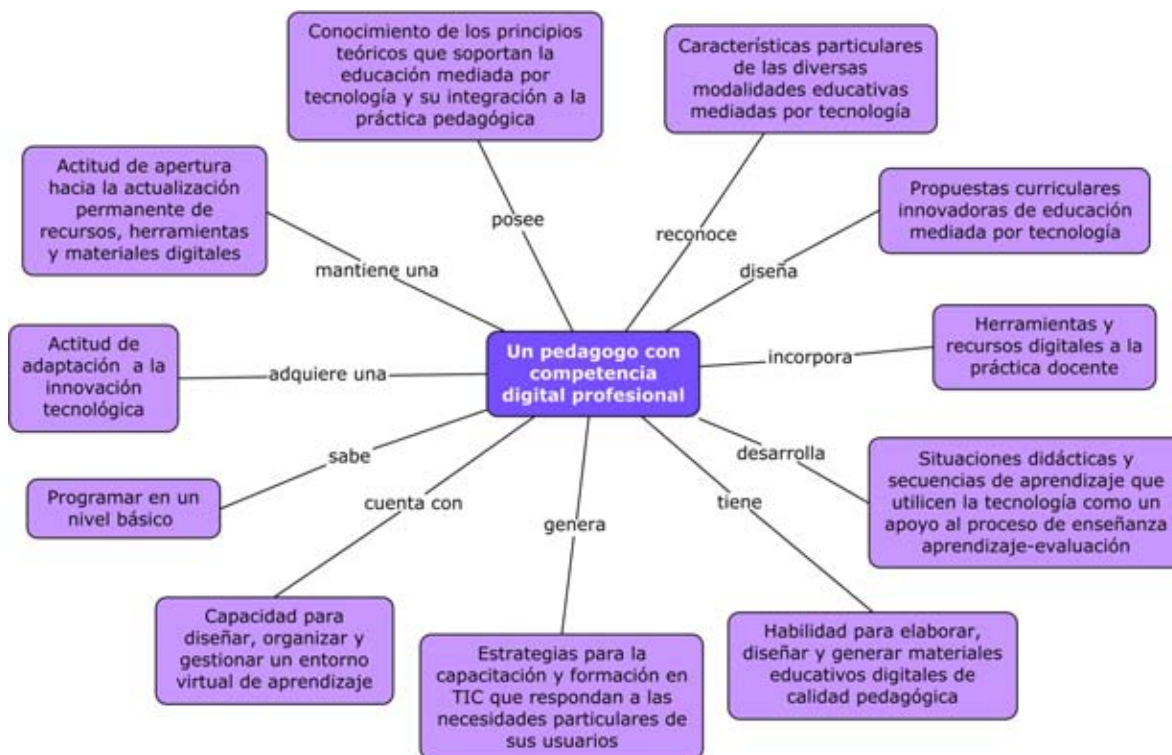 Conocimiento de los principios
teóricos que soportan la
educación mediada por
tecnología y su integración a la
práctica pedagógica
Características particulares
de las diversas
modalidades educativas
mediadas por tecnología
Actitud de apertura
hacia la actualización
permanente de
recursos, herramientas
y materiales digitales
Propuestas curriculares
innovadoras de educación
mediada por tecnología
posee
reconoce
mantiene una
diseña
Actitud de
adaptación a la
innovación
tecnológica
adquiere una
Un pedagogo con
competencia
digital profesional
incorpora
Herramientas y
recursos digitales a la
práctica docente
sabe
desarrolla
Programar en un
nivel básico
cuenta con
genera
tiene
Situaciones didácticas y
secuencias de aprendizaje que
utilicen la tecnología como un
apoyo al proceso de enseñanza
aprendizaje-evaluación
Capacidad para
diseñar, organizar y
gestionar un entorno
virtual de aprendizaje
Estrategias para la
capacitación y formación en
TIC que respondan a las
necesidades particulares de
sus usuarios
Habilidad para elaborar,
diseñar y generar materiales
educativos digitales de
calidad pedagógica